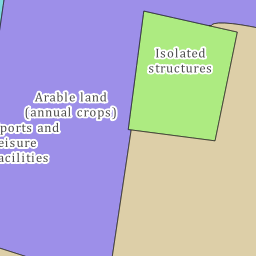 Isolated
structures
Arable land
(annual crops)
ports and
eisure
acilities